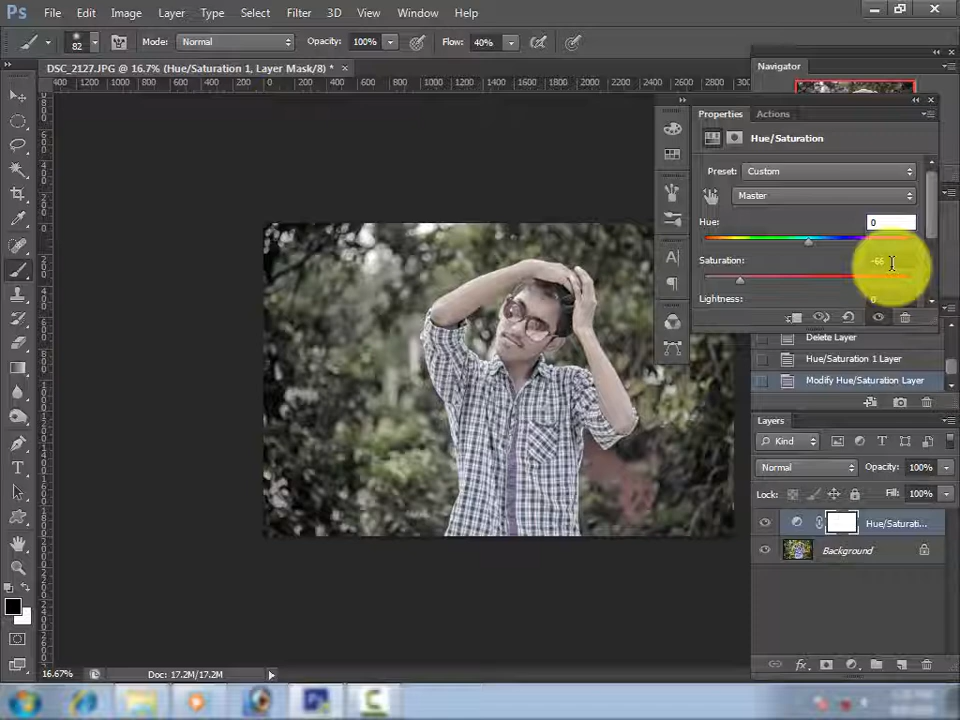 Ps File Edit Image Layer Type Select Filter 3D View Window Help
82 Mode: Normal Opacity: 100% Flow: 40%
DSC_2127.JPG @ 16.7% (Hue/Saturation 1, Layer Mask/8) * ×
1200 1000 800 600 400 200 0 200 400 600 800 1000 1200 1400 1600 1800 2000 2200 2400 2600 2800
Navigator
Properties Actions
Hue/Saturation
Preset: Custom
Master
Hue: 0
Saturation: -66
Lightness: 0
Delete Layer
Hue/Saturation 1 Layer
Modify Hue/Saturation Layer
Layers
Kind
Normal Opacity: 100%
Lock: Fill: 100%
Hue/Saturati...
Background
16.67% Doc: 17.2M/17.2M